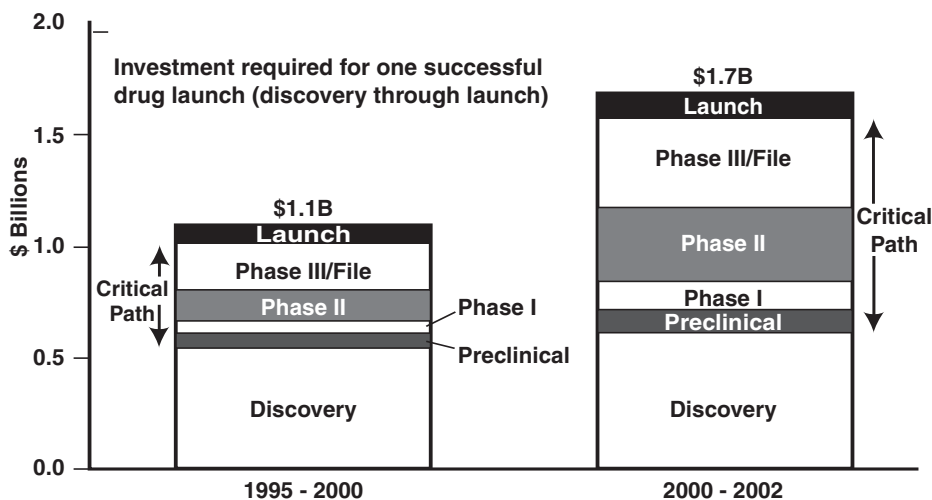 2.0
Investment required for one successful
drug launch (discovery through launch)
$1.7B
Launch
1.5
Phase III/File
$ Billions
$1.1B
Launch
1.0
Phase II
Critical
Path
Phase III/File
Critical
Path
Phase II
Phase I
Phase I
Preclinical
0.5
Preclinical
Discovery
Discovery
0.0
1995 - 2000
2000 - 2002